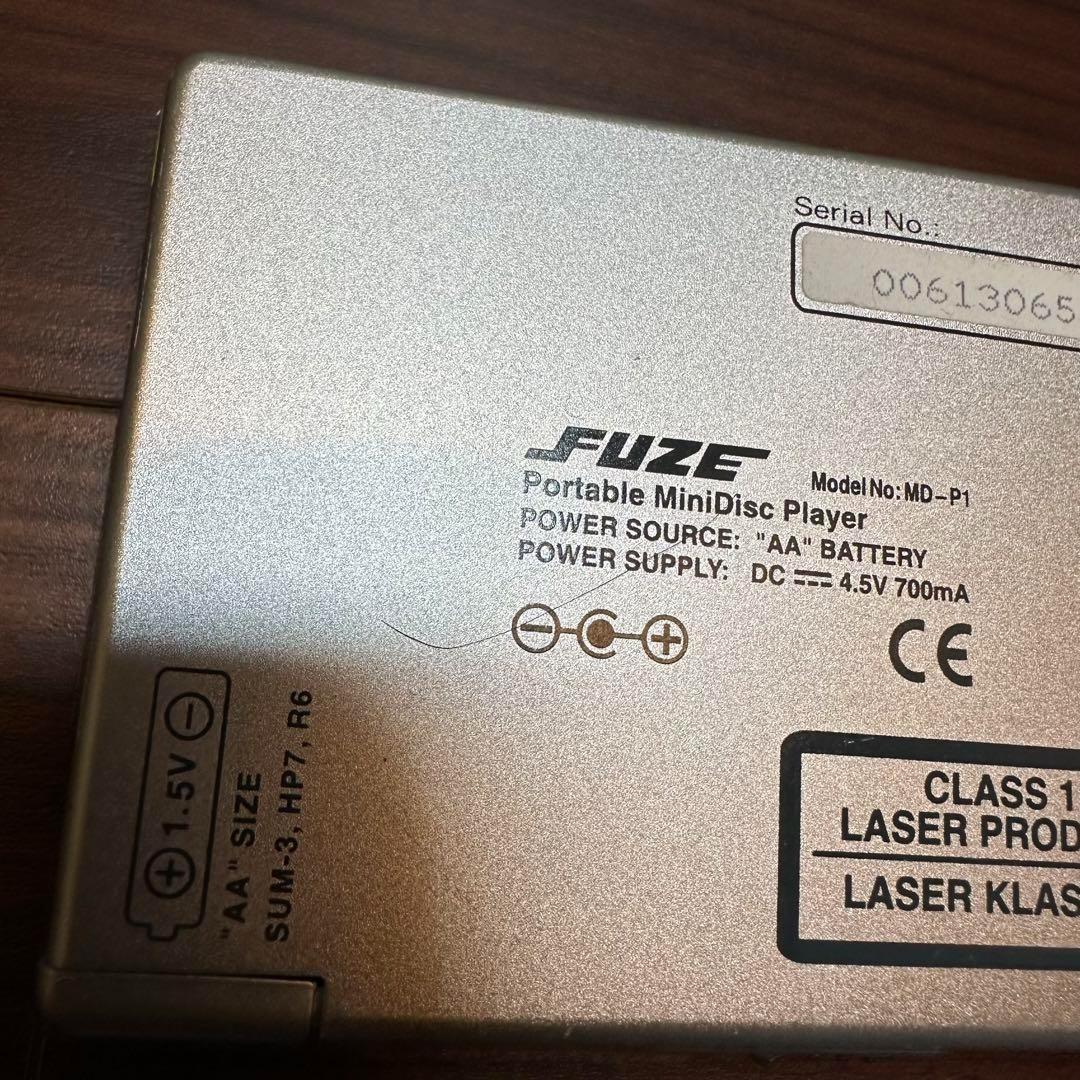 Serial No.:
00613065
FUZE
Model No: MD-P1
Portable MiniDisc Player
POWER SOURCE: "AA" BATTERY
POWER SUPPLY: DC ⎓ 4.5V 700mA
− +
CE
CLASS 1
LASER PROD
LASER KLAS
+ 1.5V −
"AA" SIZE
SUM-3, HP7, R6